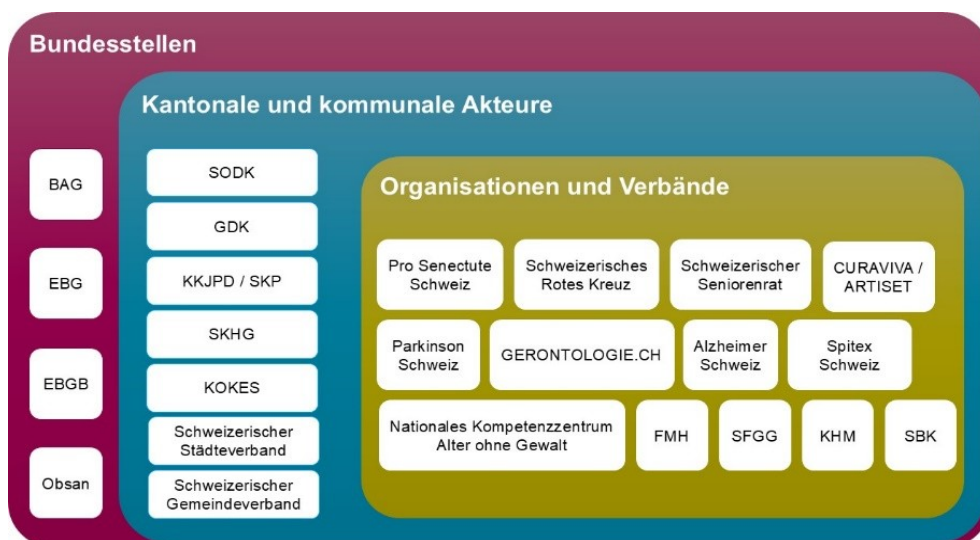 Bundesstellen
BAG
EBG
EBGB
Obsan
Kantonale und kommunale Akteure
SODK
GDK
KKJPD / SKP
SKHG
KOKES
Schweizerischer
Städteverband
Schweizerischer
Gemeindeverband
Organisationen und Verbände
Pro Senectute
Schweiz
Schweizerisches
Rotes Kreuz
Schweizerischer
Seniorenrat
CURAVIVA /
ARTISET
Parkinson
Schweiz
GERONTOLOGIE.CH
Alzheimer
Schweiz
Spitex
Schweiz
Nationales Kompetenzzentrum
Alter ohne Gewalt
FMH
SFGG
KHM
SBK